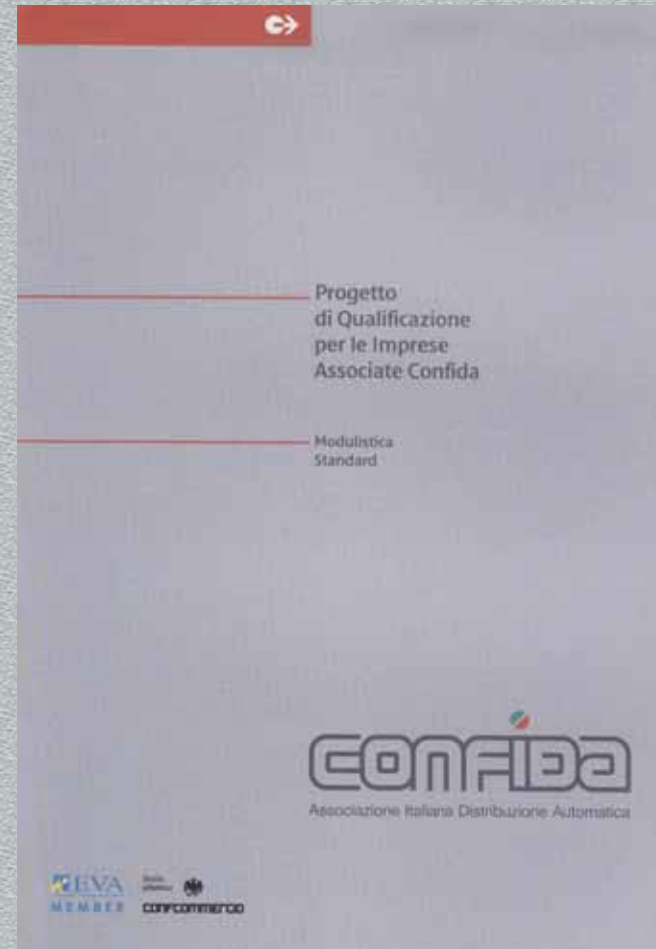 Progetto
di Qualificazione
per le Imprese
Associate Confida
Modulistica
Standard
CONFIDA
Associazione Italiana Distribuzione Automatica
EVA
MEMBER
CONFCOMMERCIO